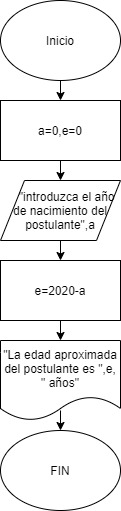 Inicio
a=0,e=0
"introduzca el año
de nacimiento del
postulante",a
e=2020-a
"La edad aproximada
del postulante es ",e,
" años"
FIN